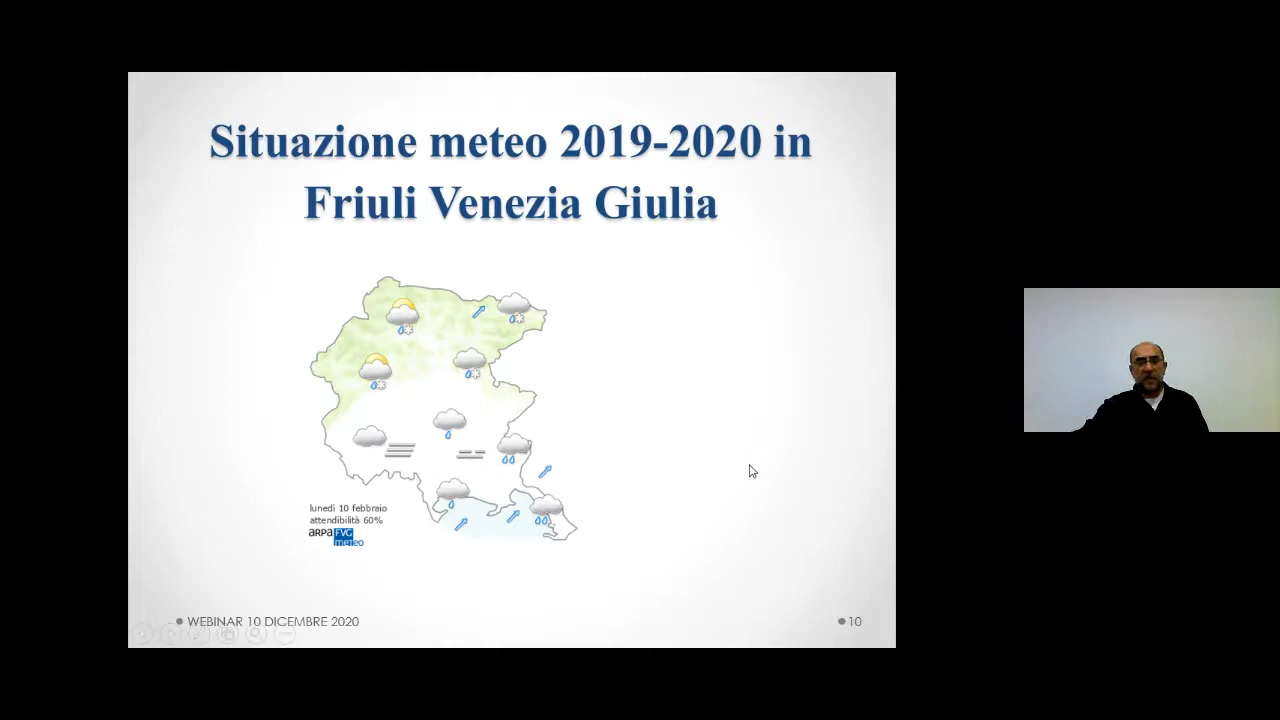 Situazione meteo 2019-2020 in
Friuli Venezia Giulia
lunedì 10 febbraio
attendibilità 60%
arpa FVG
meteo
WEBINAR 10 DICEMBRE 2020
10